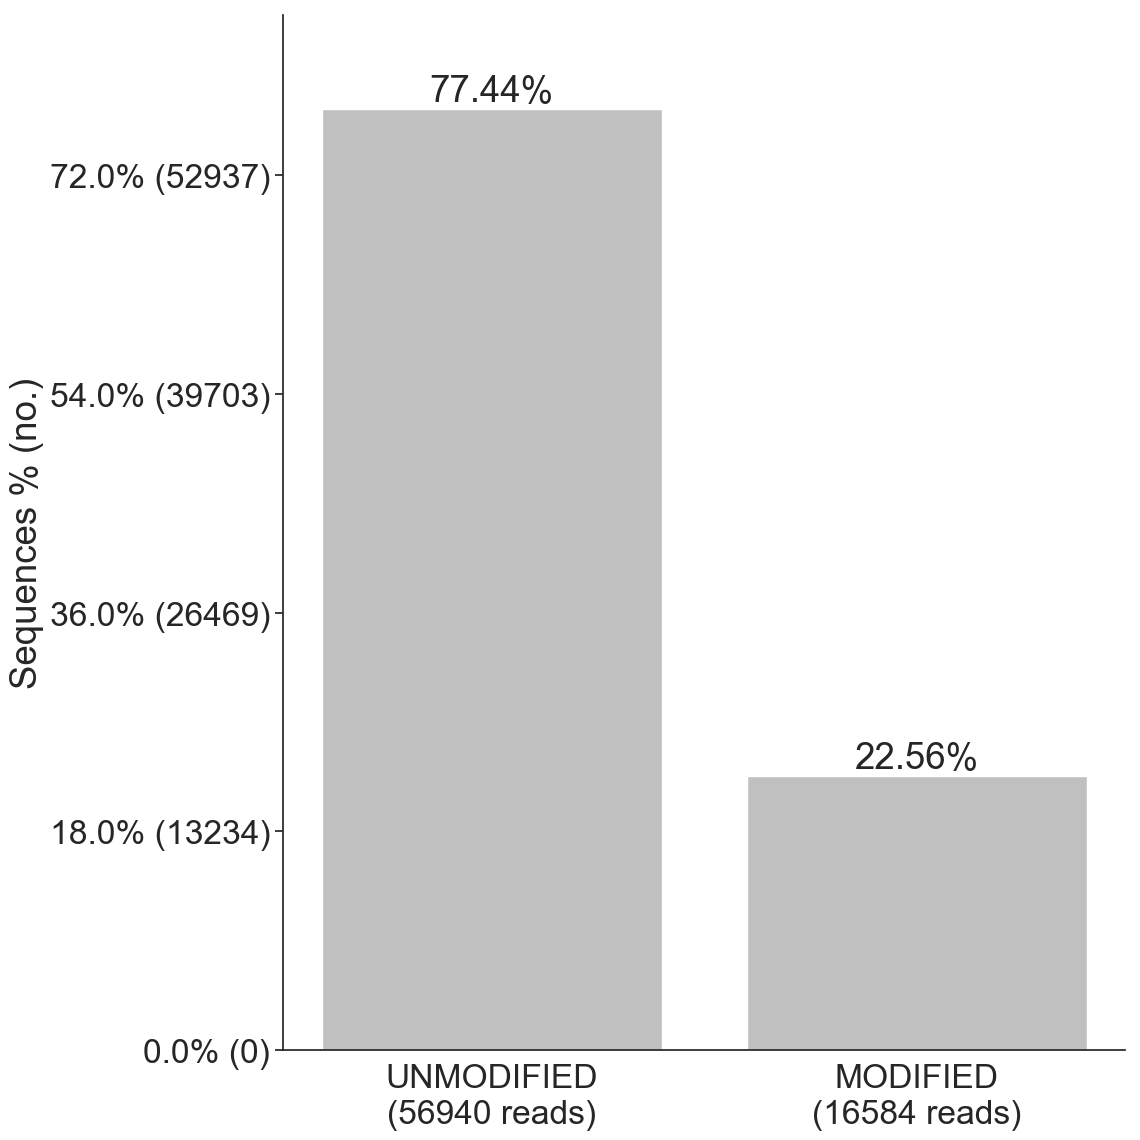 77.44%
72.0% (52937)
54.0% (39703)
Sequences % (no.)
36.0% (26469)
22.56%
18.0% (13234)
0.0% (0)
UNMODIFIED
(56940 reads)
MODIFIED
(16584 reads)